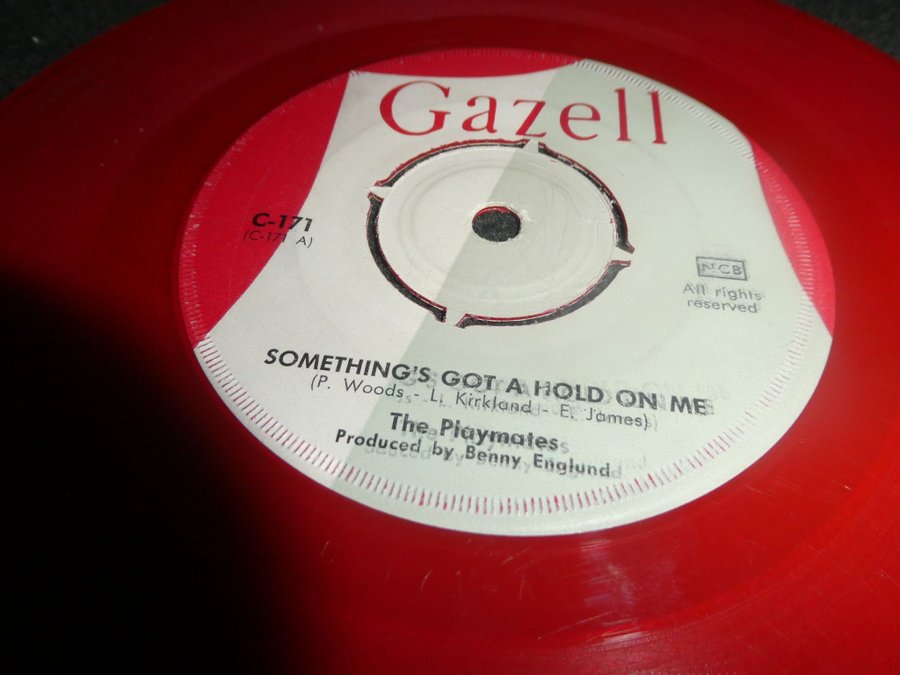 Gazell
C-171
(C-171 A)
NCB
All rights
reserved
SOMETHING'S GOT A HOLD ON ME
(P. Woods - L. Kirkland - E. James)
The Playmates
Produced by Benny Englund